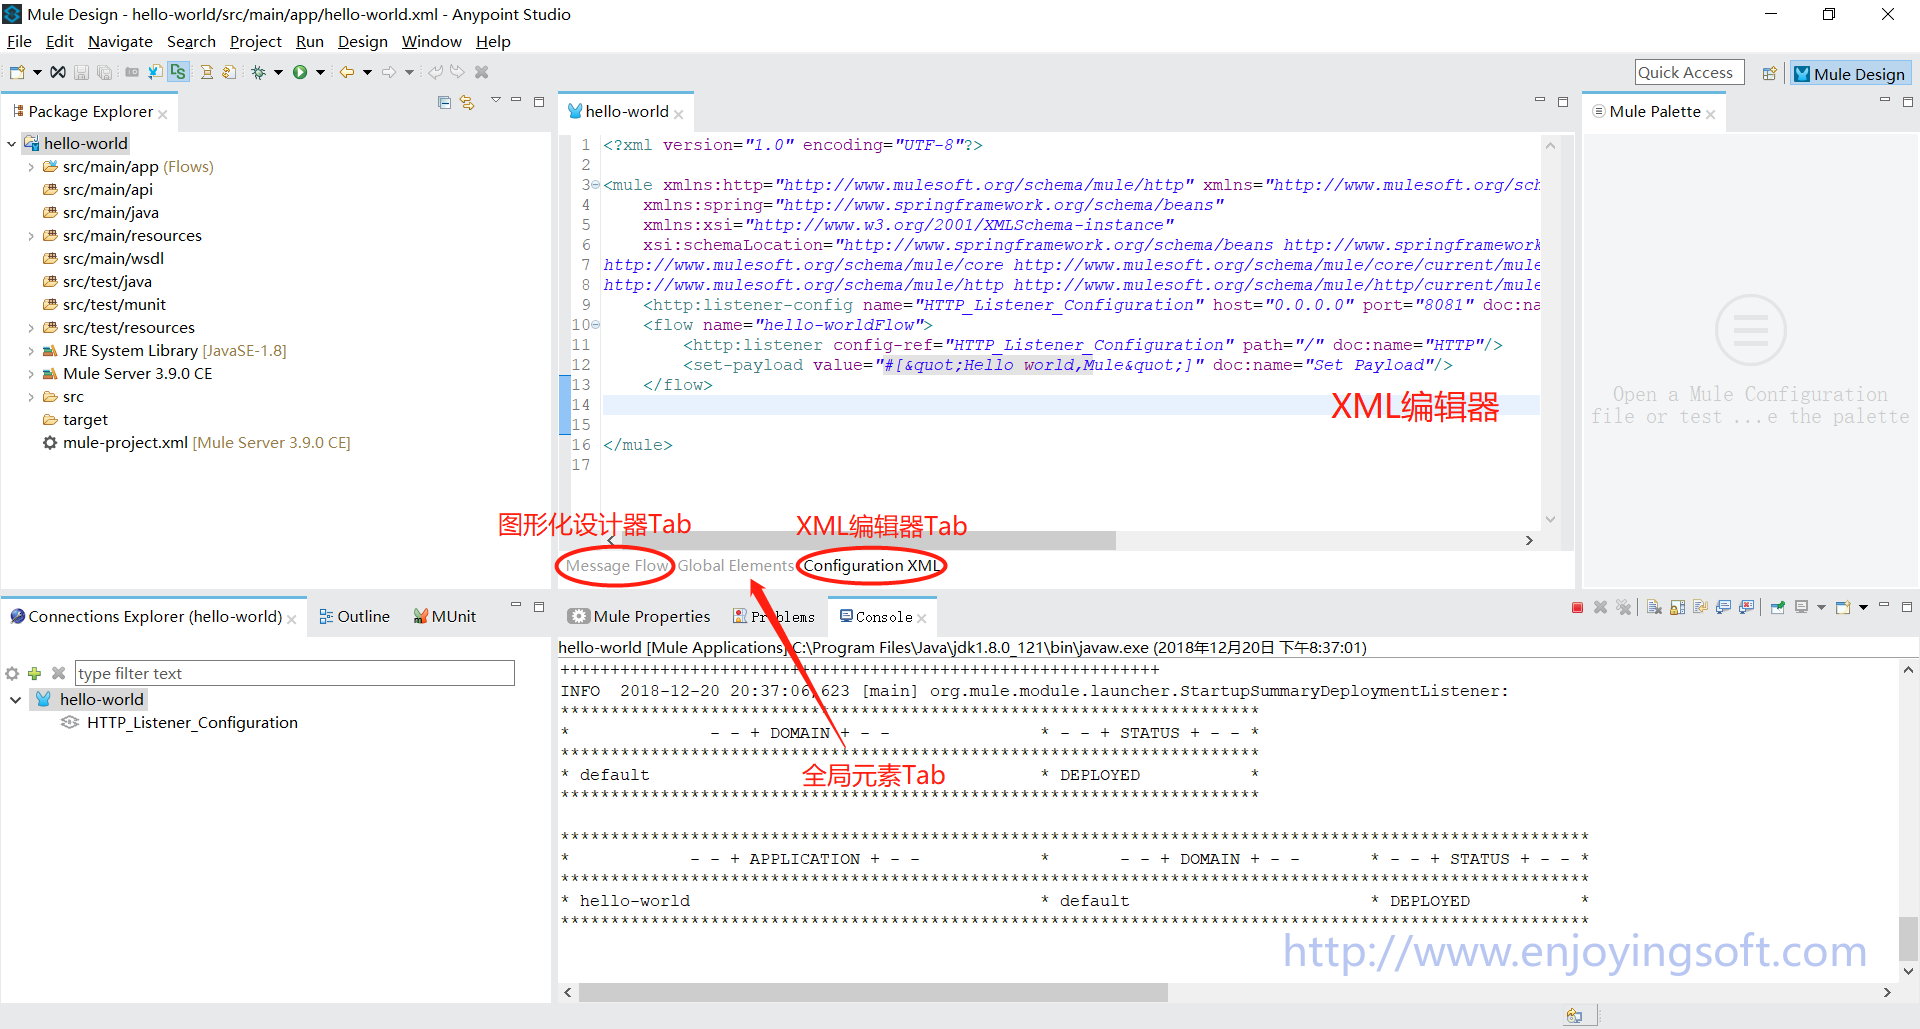 Mule Design - hello-world/src/main/app/hello-world.xml - Anypoint Studio
File Edit Navigate Search Project Run Design Window Help
Quick Access
Mule Design
Package Explorer
hello-world
src/main/app (Flows)
src/main/api
src/main/java
src/main/resources
src/main/wsdl
src/test/java
src/test/munit
src/test/resources
JRE System Library [JavaSE-1.8]
Mule Server 3.9.0 CE
src
target
mule-project.xml [Mule Server 3.9.0 CE]
hello-world
1 <?xml version="1.0" encoding="UTF-8"?>
2
3 <mule xmlns:http="http://www.mulesoft.org/schema/mule/http" xmlns="http://www.mulesoft.org/sch
4 xmlns:spring="http://www.springframework.org/schema/beans"
5 xmlns:xsi="http://www.w3.org/2001/XMLSchema-instance"
6 xsi:schemaLocation="http://www.springframework.org/schema/beans http://www.springframework
7 http://www.mulesoft.org/schema/mule/core http://www.mulesoft.org/schema/mule/core/current/mule
8 http://www.mulesoft.org/schema/mule/http http://www.mulesoft.org/schema/mule/http/current/mule
9 <http:listener-config name="HTTP_Listener_Configuration" host="0.0.0.0" port="8081" doc:na
10 <flow name="hello-worldFlow">
11 <http:listener config-ref="HTTP_Listener_Configuration" path="/" doc:name="HTTP"/>
12 <set-payload value="#[&quot;Hello world,Mule&quot;]" doc:name="Set Payload"/>
13 </flow>
14
15
16 </mule>
17
XML编辑器
图形化设计器Tab
XML编辑器Tab
Message Flow Global Elements Configuration XML
Mule Palette
Open a Mule Configuration
file or test ...e the palette
Connections Explorer (hello-world)
Outline
MUnit
type filter text
hello-world
HTTP_Listener_Configuration
Mule Properties
Problems
Console
hello-world [Mule Applications] C:\Program Files\Java\jdk1.8.0_121\bin\javaw.exe (2018年12月20日 下午8:37:01)
++++++++++++++++++++++++++++++++++++++++++++++++++++++++++++
INFO 2018-12-20 20:37:06,623 [main] org.mule.module.launcher.StartupSummaryDeploymentListener:
**********************************************************************
* - - + DOMAIN + - - * - - + STATUS + - - *
**********************************************************************
* default * DEPLOYED *
**********************************************************************
全局元素Tab
*******************************************************************************************************
* - - + APPLICATION + - - * - - + DOMAIN + - - * - - + STATUS + - - *
*******************************************************************************************************
* hello-world * default * DEPLOYED *
*******************************************************************************************************
http://www.enjoyingsoft.com